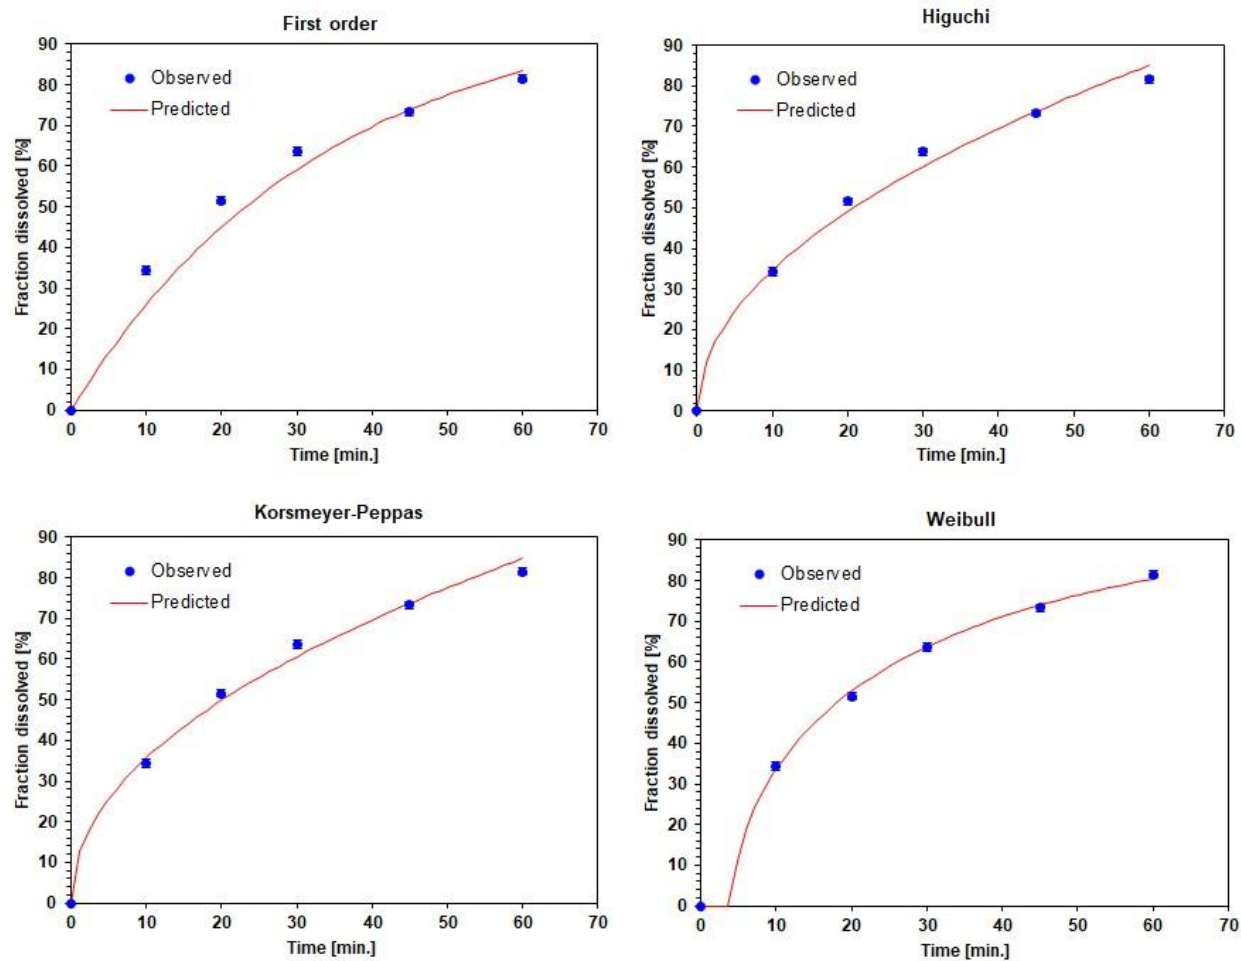 First order
90
80
70
60
50
40
30
20
10
0
Fraction dissolved [%]
Observed
Predicted
0 10 20 30 40 50 60 70
Time [min.]
Higuchi
90
80
70
60
50
40
30
20
10
0
Fraction dissolved [%]
Observed
Predicted
0 10 20 30 40 50 60 70
Time [min.]
Korsmeyer-Peppas
90
80
70
60
50
40
30
20
10
0
Fraction dissolved [%]
Observed
Predicted
0 10 20 30 40 50 60 70
Time [min.]
Weibull
90
80
70
60
50
40
30
20
10
0
Fraction dissolved [%]
Observed
Predicted
0 10 20 30 40 50 60 70
Time [min.]